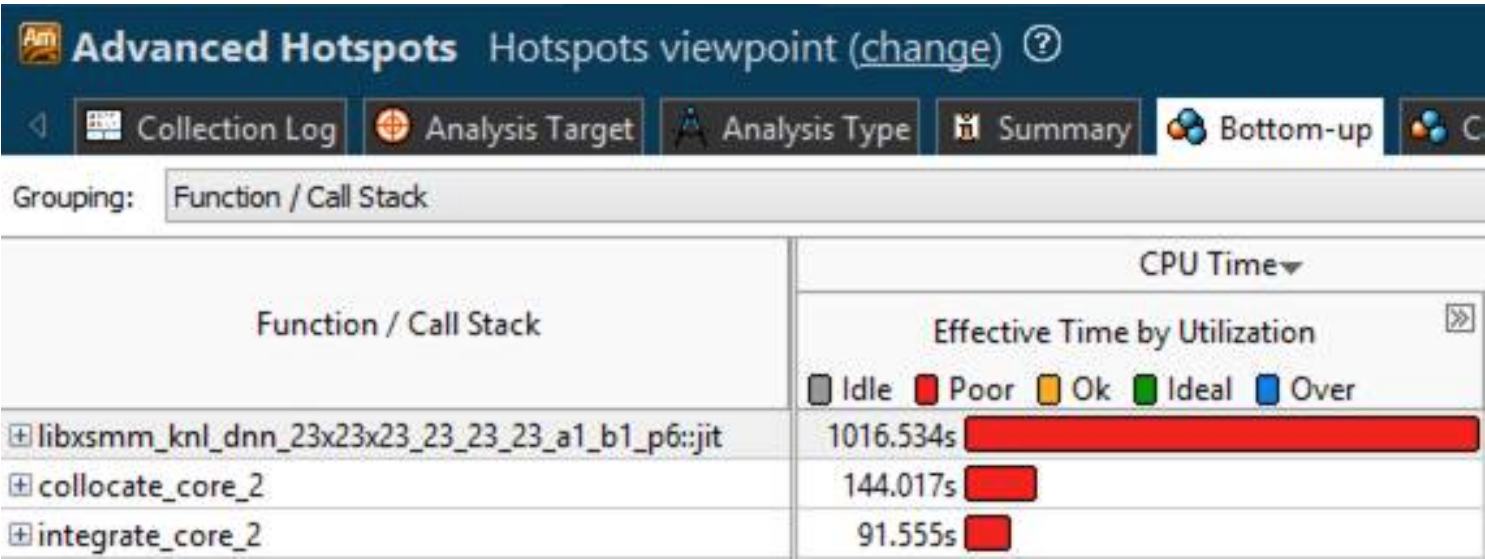 Am Advanced Hotspots Hotspots viewpoint (change) ?
Collection Log Analysis Target Analysis Type Summary Bottom-up C
Grouping: Function / Call Stack
CPU Time
Function / Call Stack
Effective Time by Utilization
Idle Poor Ok Ideal Over
libxsmm_knl_dnn_23x23x23_23_23_23_a1_b1_p6::jit 1016.534s
collocate_core_2 144.017s
integrate_core_2 91.555s